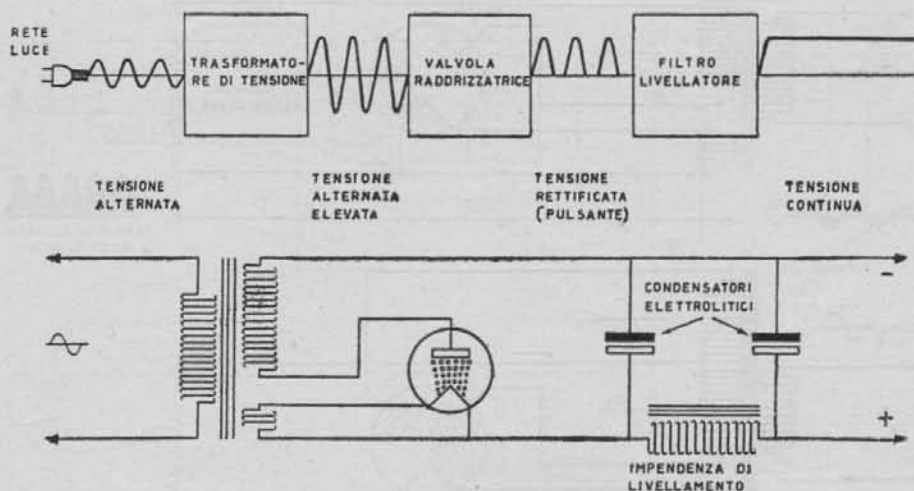 RETE
LUCE
TRASFORMATO-
RE DI TENSIONE
VALVOLA
RADDRIZZATRICE
FILTRO
LIVELLATORE
TENSIONE
ALTERNATA
TENSIONE
ALTERNATA
ELEVATA
TENSIONE
RETTIFICATA
(PULSANTE)
TENSIONE
CONTINUA
-
CONDENSATORI
ELETTROLITICI
+
IMPENDENZA DI
LIVELLAMENTO